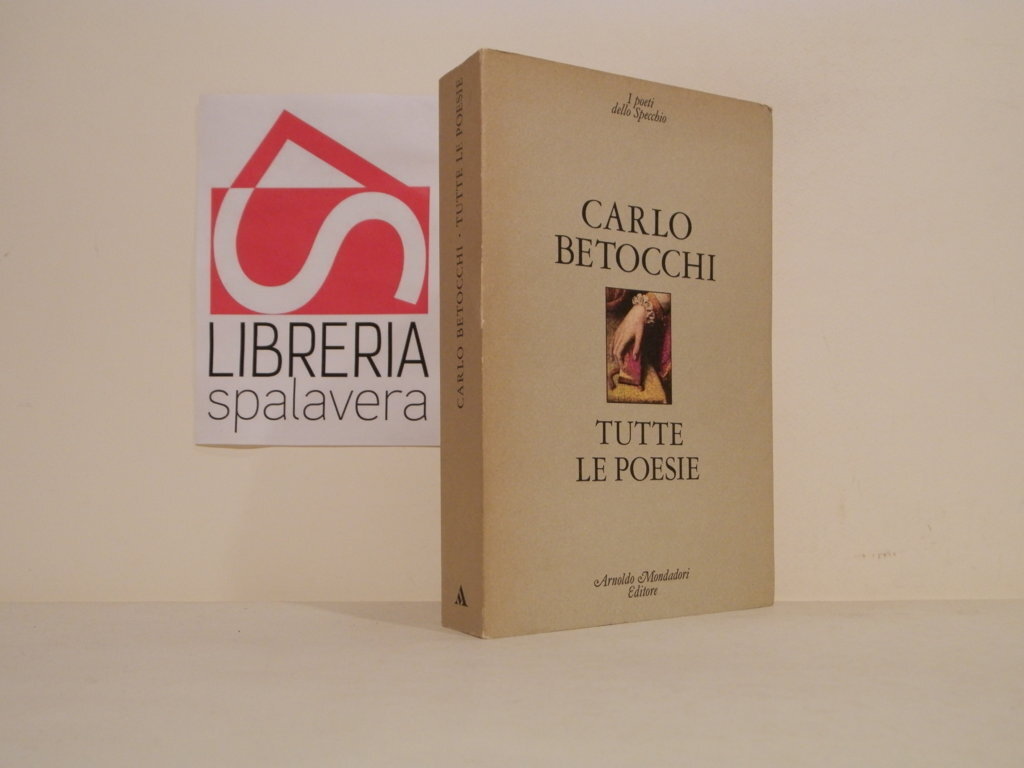 LIBRERIA
spalavera
CARLO BETOCCHI · TUTTE LE POESIE
I poeti
dello Specchio
CARLO
BETOCCHI
TUTTE
LE POESIE
Arnoldo Mondadori
Editore